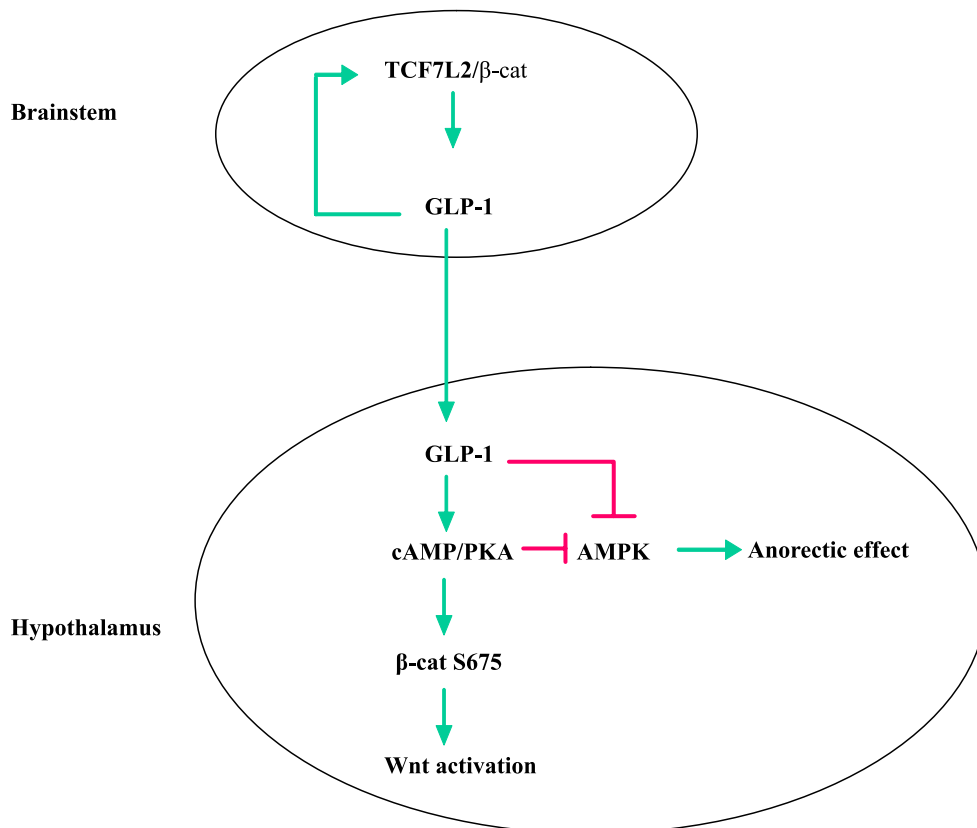 TCF7L2/β-cat
Brainstem
GLP-1
GLP-1
cAMP/PKA AMPK Anorectic effect
Hypothalamus
β-cat S675
Wnt activation